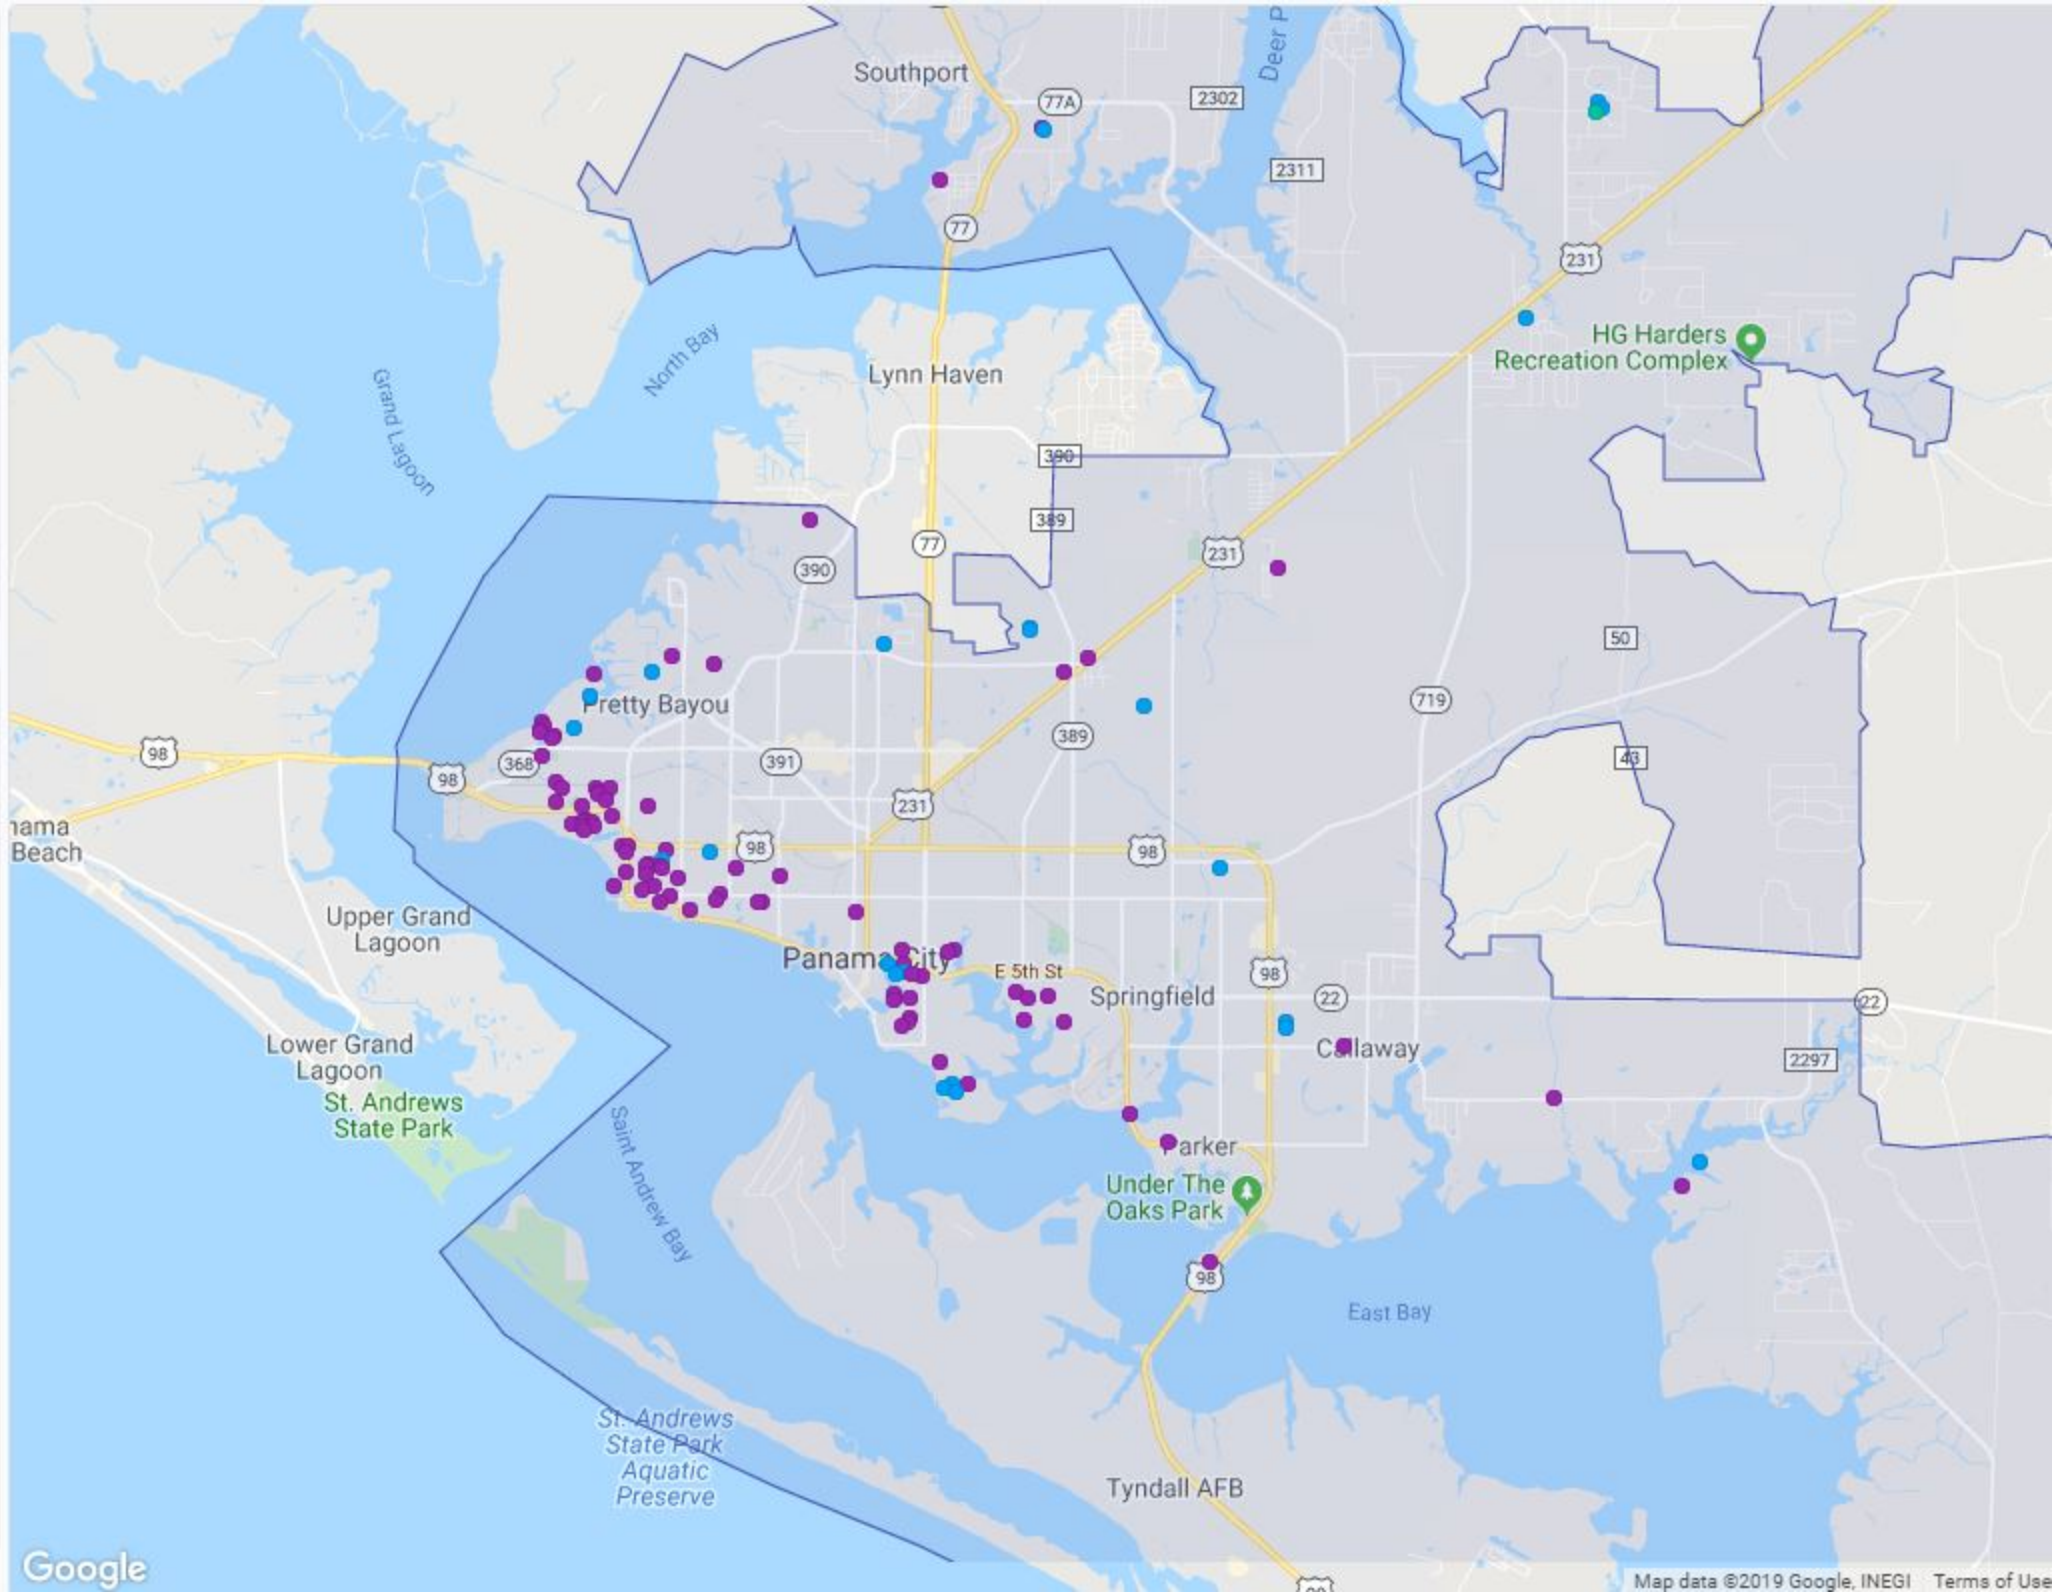 Southport
77A
2302
Deer P
2311
77
231
HG Harders
Recreation Complex
North Bay
Lynn Haven
Grand Lagoon
390
389
77
231
390
50
719
Pretty Bayou
389
98
368
98
391
43
231
98
98
nama
Beach
Upper Grand
Lagoon
Panama City
E 5th St
98
Springfield
22
22
Lower Grand
Lagoon
Callaway
2297
St. Andrews
State Park
Saint Andrew Bay
Parker
Under The
Oaks Park
98
East Bay
St. Andrews
State Park
Aquatic
Preserve
Tyndall AFB
Google
Map data ©2019 Google, INEGI Terms of Use